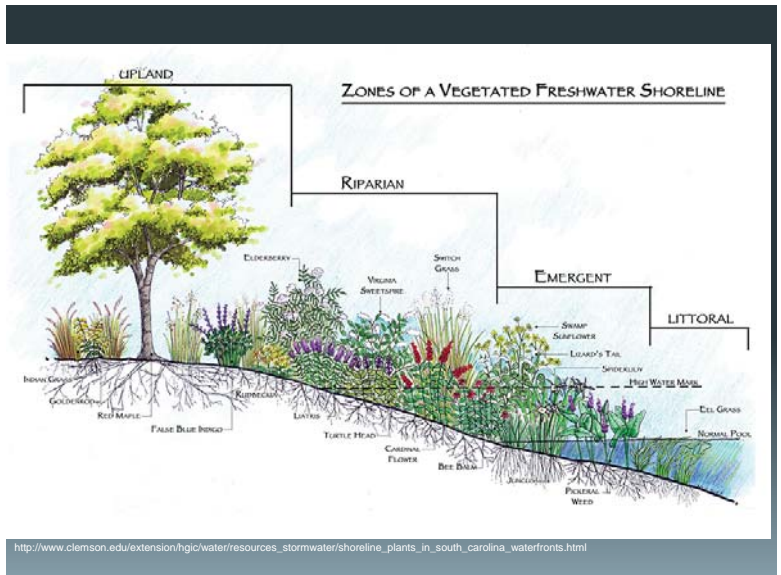 UPLAND
ZONES OF A VEGETATED FRESHWATER SHORELINE
RIPARIAN
ELDERBERRY
VIRGINIA
SWEETSPIRE
SWITCH
GRASS
EMERGENT
LITTORAL
SWAMP
SUNFLOWER
LIZARD'S TAIL
SPIDERLILY
HIGH WATER MARK
INDIAN GRASS
GOLDENROD
RED MAPLE
FALSE BLUE INDIGO
RUDBECKIA
LIATRIS
TURTLE HEAD
CARDINAL
FLOWER
BEE BALM
JUNCUS
PICKERAL
WEED
EEL GRASS
NORMAL POOL
http://www.clemson.edu/extension/hgic/water/resources_stormwater/shoreline_plants_in_south_carolina_waterfronts.html